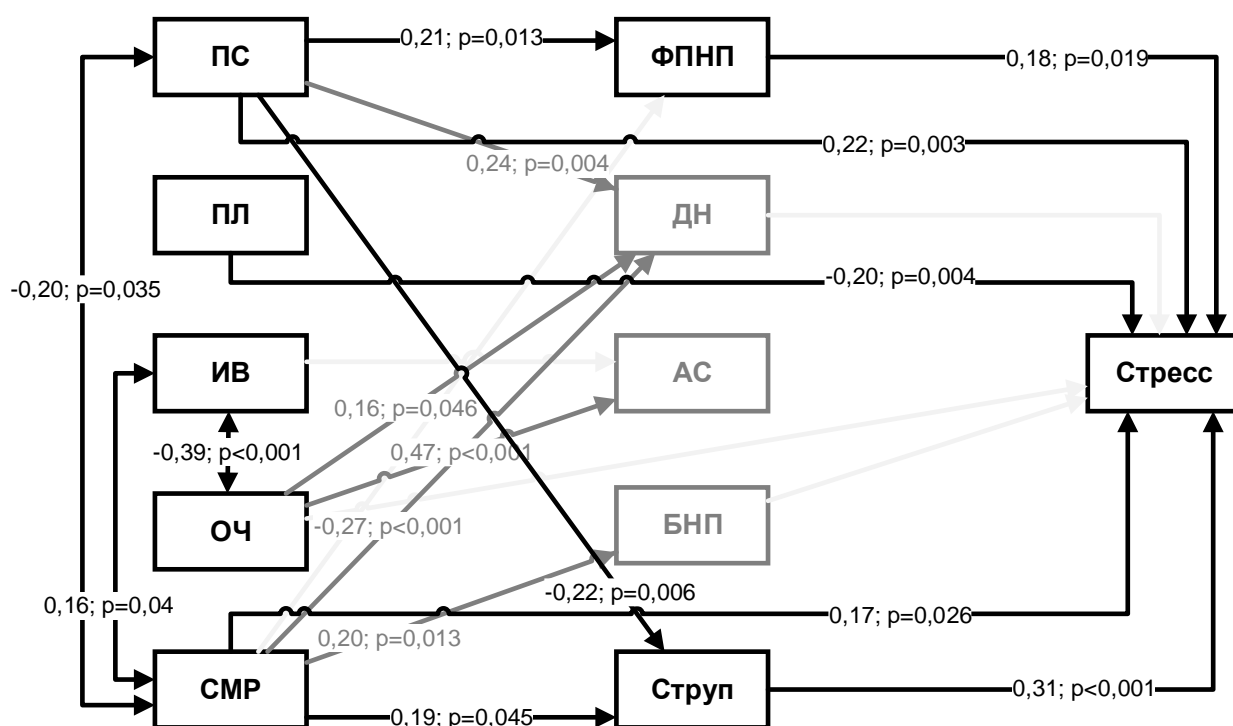 ПС
0,21; p=0,013
ФПНП
0,18; p=0,019
0,24; p=0,004
0,22; p=0,003
ПЛ
ДН
-0,20; p=0,035
-0,20; p=0,004
ИВ
АС
Стресс
0,16; p=0,046
-0,39; p<0,001
0,47; p<0,001
ОЧ
-0,27; p<0,001
БНП
0,16; p=0,04
-0,22; p=0,006
0,17; p=0,026
0,20; p=0,013
СМР
Струп
0,19; p=0,045
0,31; p<0,001